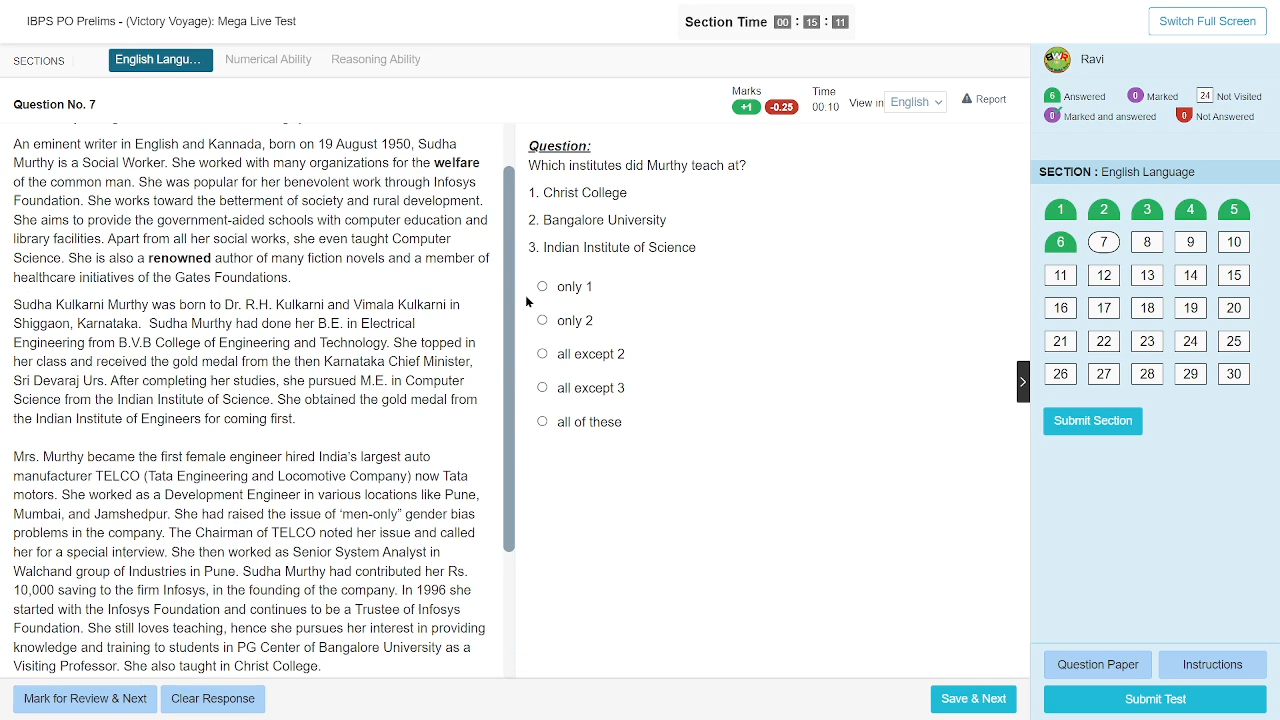 IBPS PO Prelims - (Victory Voyage): Mega Live Test
Section Time 00 : 15 : 11
Switch Full Screen
SECTIONS
English Langu...
Numerical Ability
Reasoning Ability
Ravi
Question No. 7
Marks
+1 -0.25
Time
00:10
View in English
Report
6 Answered
0 Marked
24 Not Visited
0 Marked and answered
0 Not Answered
An eminent writer in English and Kannada, born on 19 August 1950, Sudha
Murthy is a Social Worker. She worked with many organizations for the welfare
of the common man. She was popular for her benevolent work through Infosys
Foundation. She works toward the betterment of society and rural development.
She aims to provide the government-aided schools with computer education and
library facilities. Apart from all her social works, she even taught Computer
Science. She is also a renowned author of many fiction novels and a member of
healthcare initiatives of the Gates Foundations.
Sudha Kulkarni Murthy was born to Dr. R.H. Kulkarni and Vimala Kulkarni in
Shiggaon, Karnataka. Sudha Murthy had done her B.E. in Electrical
Engineering from B.V.B College of Engineering and Technology. She topped in
her class and received the gold medal from the then Karnataka Chief Minister,
Sri Devaraj Urs. After completing her studies, she pursued M.E. in Computer
Science from the Indian Institute of Science. She obtained the gold medal from
the Indian Institute of Engineers for coming first.
Mrs. Murthy became the first female engineer hired India's largest auto
manufacturer TELCO (Tata Engineering and Locomotive Company) now Tata
motors. She worked as a Development Engineer in various locations like Pune,
Mumbai, and Jamshedpur. She had raised the issue of 'men-only" gender bias
problems in the company. The Chairman of TELCO noted her issue and called
her for a special interview. She then worked as Senior System Analyst in
Walchand group of Industries in Pune. Sudha Murthy had contributed her Rs.
10,000 saving to the firm Infosys, in the founding of the company. In 1996 she
started with the Infosys Foundation and continues to be a Trustee of Infosys
Foundation. She still loves teaching, hence she pursues her interest in providing
knowledge and training to students in PG Center of Bangalore University as a
Visiting Professor. She also taught in Christ College.
Question:
Which institutes did Murthy teach at?
1. Christ College
2. Bangalore University
3. Indian Institute of Science
only 1
only 2
all except 2
all except 3
all of these
SECTION : English Language
1 2 3 4 5
6 7 8 9 10
11 12 13 14 15
16 17 18 19 20
21 22 23 24 25
26 27 28 29 30
Submit Section
Question Paper
Instructions
Mark for Review & Next
Clear Response
Save & Next
Submit Test